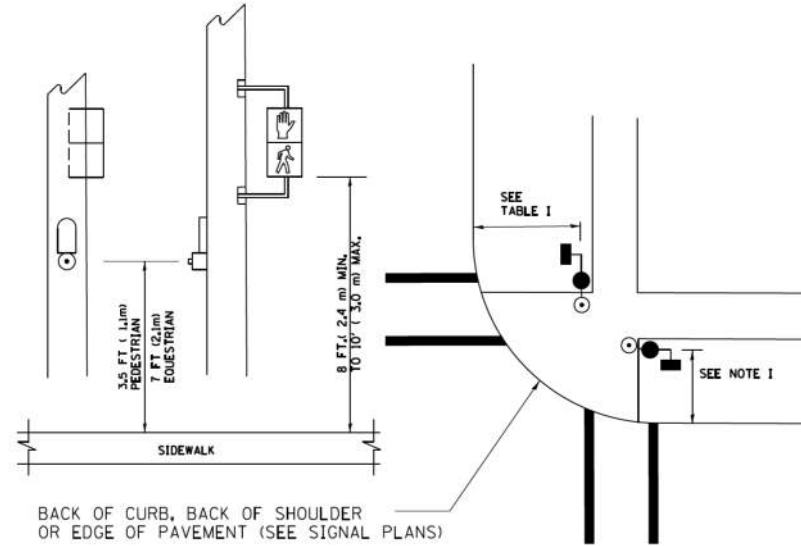 SEE
TABLE I
3.5 FT ( 1.1m)
PEDESTRIAN
7 FT (2.1m)
EQUESTRIAN
8 FT.( 2.4 m) MIN.
TO 10' ( 3.0 m) MAX.
SEE NOTE I
SIDEWALK
BACK OF CURB, BACK OF SHOULDER
OR EDGE OF PAVEMENT (SEE SIGNAL PLANS)